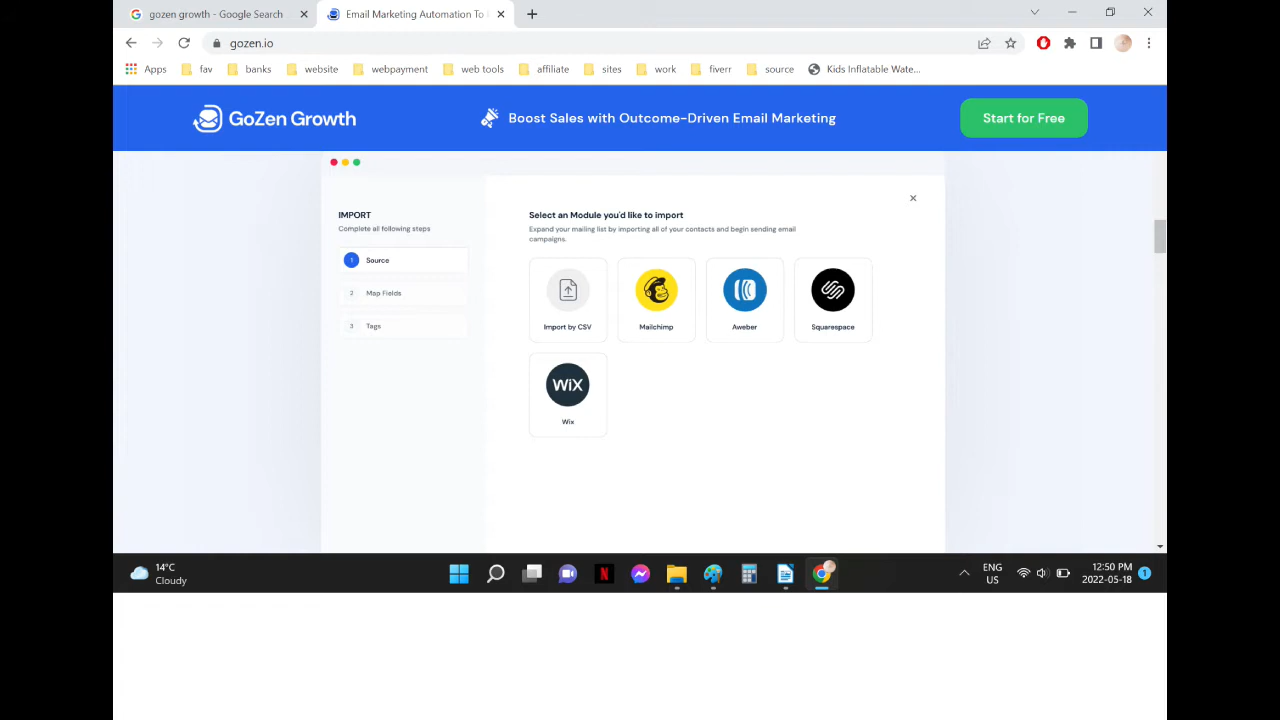 gozen growth - Google Search
Email Marketing Automation To
gozen.io
Apps fav banks website webpayment web tools affiliate sites work fiverr source Kids Inflatable Wate...
GoZen Growth
Boost Sales with Outcome-Driven Email Marketing
Start for Free
IMPORT
Complete all following steps
1 Source
2 Map Fields
3 Tags
Select an Module you'd like to import
Expand your mailing list by importing all of your contacts and begin sending email
campaigns.
Import by CSV
Mailchimp
Aweber
Squarespace
WiX
Wix
14°C
Cloudy
N
ENG
US
12:50 PM
2022-05-18
1